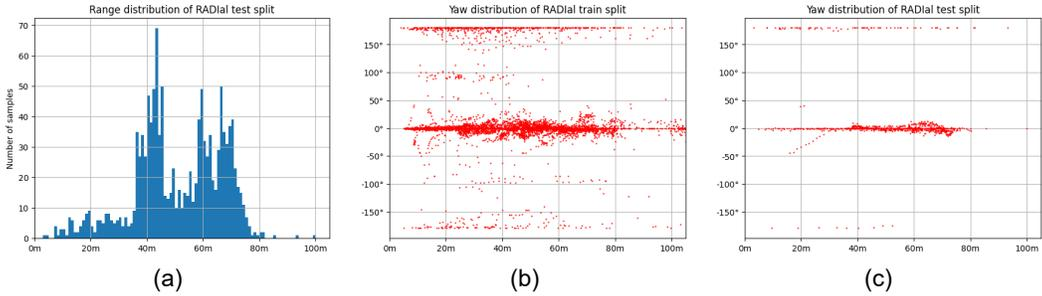 Range distribution of RADIal test split
Number of samples
70
60
50
40
30
20
10
0
0m 20m 40m 60m 80m 100m
(a)
Yaw distribution of RADIal train split
150°
100°
50°
0°
-50°
-100°
-150°
0m 20m 40m 60m 80m 100m
(b)
Yaw distribution of RADIal test split
150°
100°
50°
0°
-50°
-100°
-150°
0m 20m 40m 60m 80m 100m
(c)